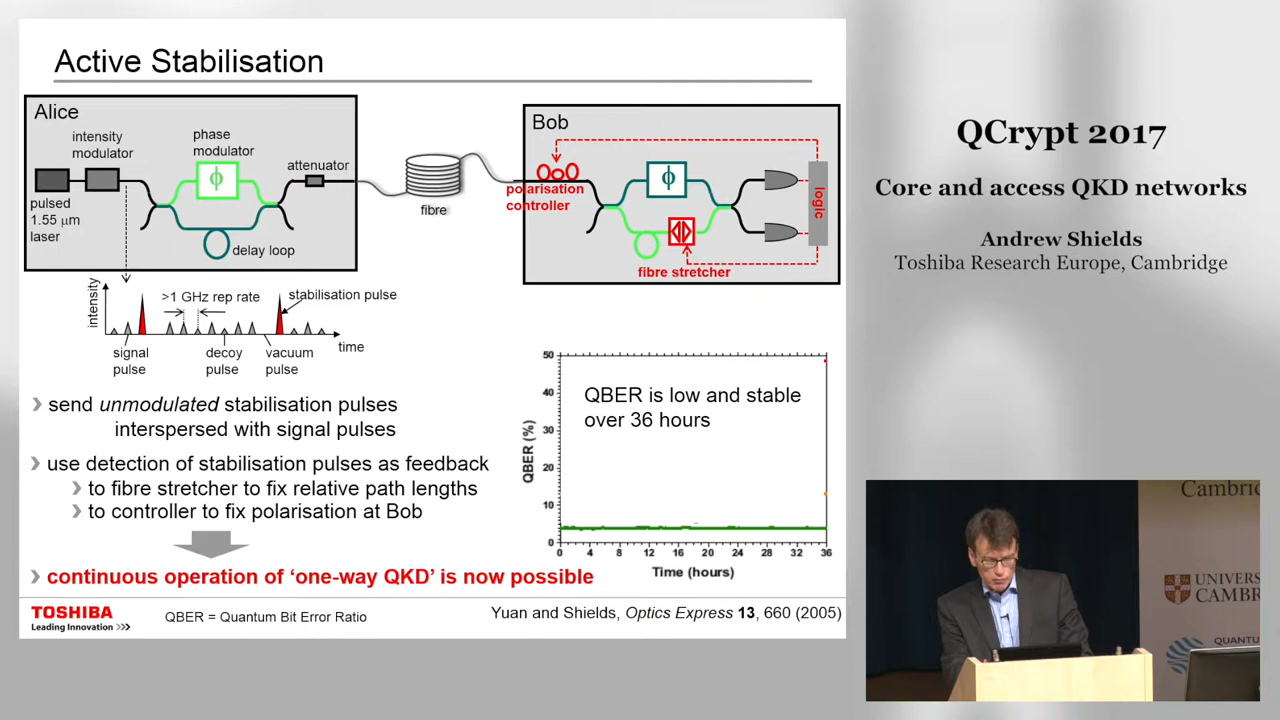 Active Stabilisation
Alice
intensity
modulator
phase
modulator
ϕ
attenuator
pulsed
1.55 μm
laser
delay loop
fibre
Bob
polarisation
controller
ϕ
logic
fibre stretcher
intensity
>1 GHz rep rate
stabilisation pulse
time
signal
pulse
decoy
pulse
vacuum
pulse
send unmodulated stabilisation pulses
interspersed with signal pulses
use detection of stabilisation pulses as feedback
to fibre stretcher to fix relative path lengths
to controller to fix polarisation at Bob
continuous operation of ‘one-way QKD’ is now possible
QBER is low and stable
over 36 hours
QBER (%)
50
40
30
20
10
0
0 4 8 12 16 20 24 28 32 36
Time (hours)
TOSHIBA
Leading Innovation >>>
QBER = Quantum Bit Error Ratio
Yuan and Shields, Optics Express 13, 660 (2005)
QCrypt 2017
Core and access QKD networks
Andrew Shields
Toshiba Research Europe, Cambridge
Cambri
UNIVERS
CAMBR
QUANTU